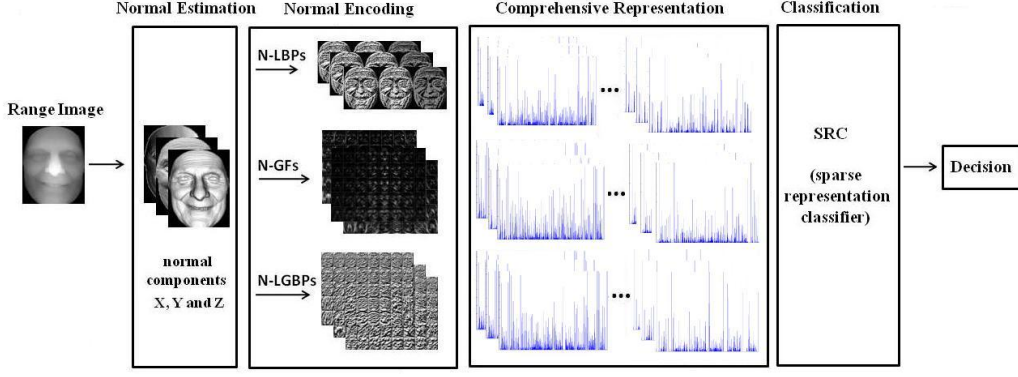 Normal Estimation
Normal Encoding
Comprehensive Representation
Classification
Range Image
normal
components
X, Y and Z
N-LBPs
N-GFs
N-LGBPs
...
...
...
SRC
(sparse
representation
classifier)
Decision